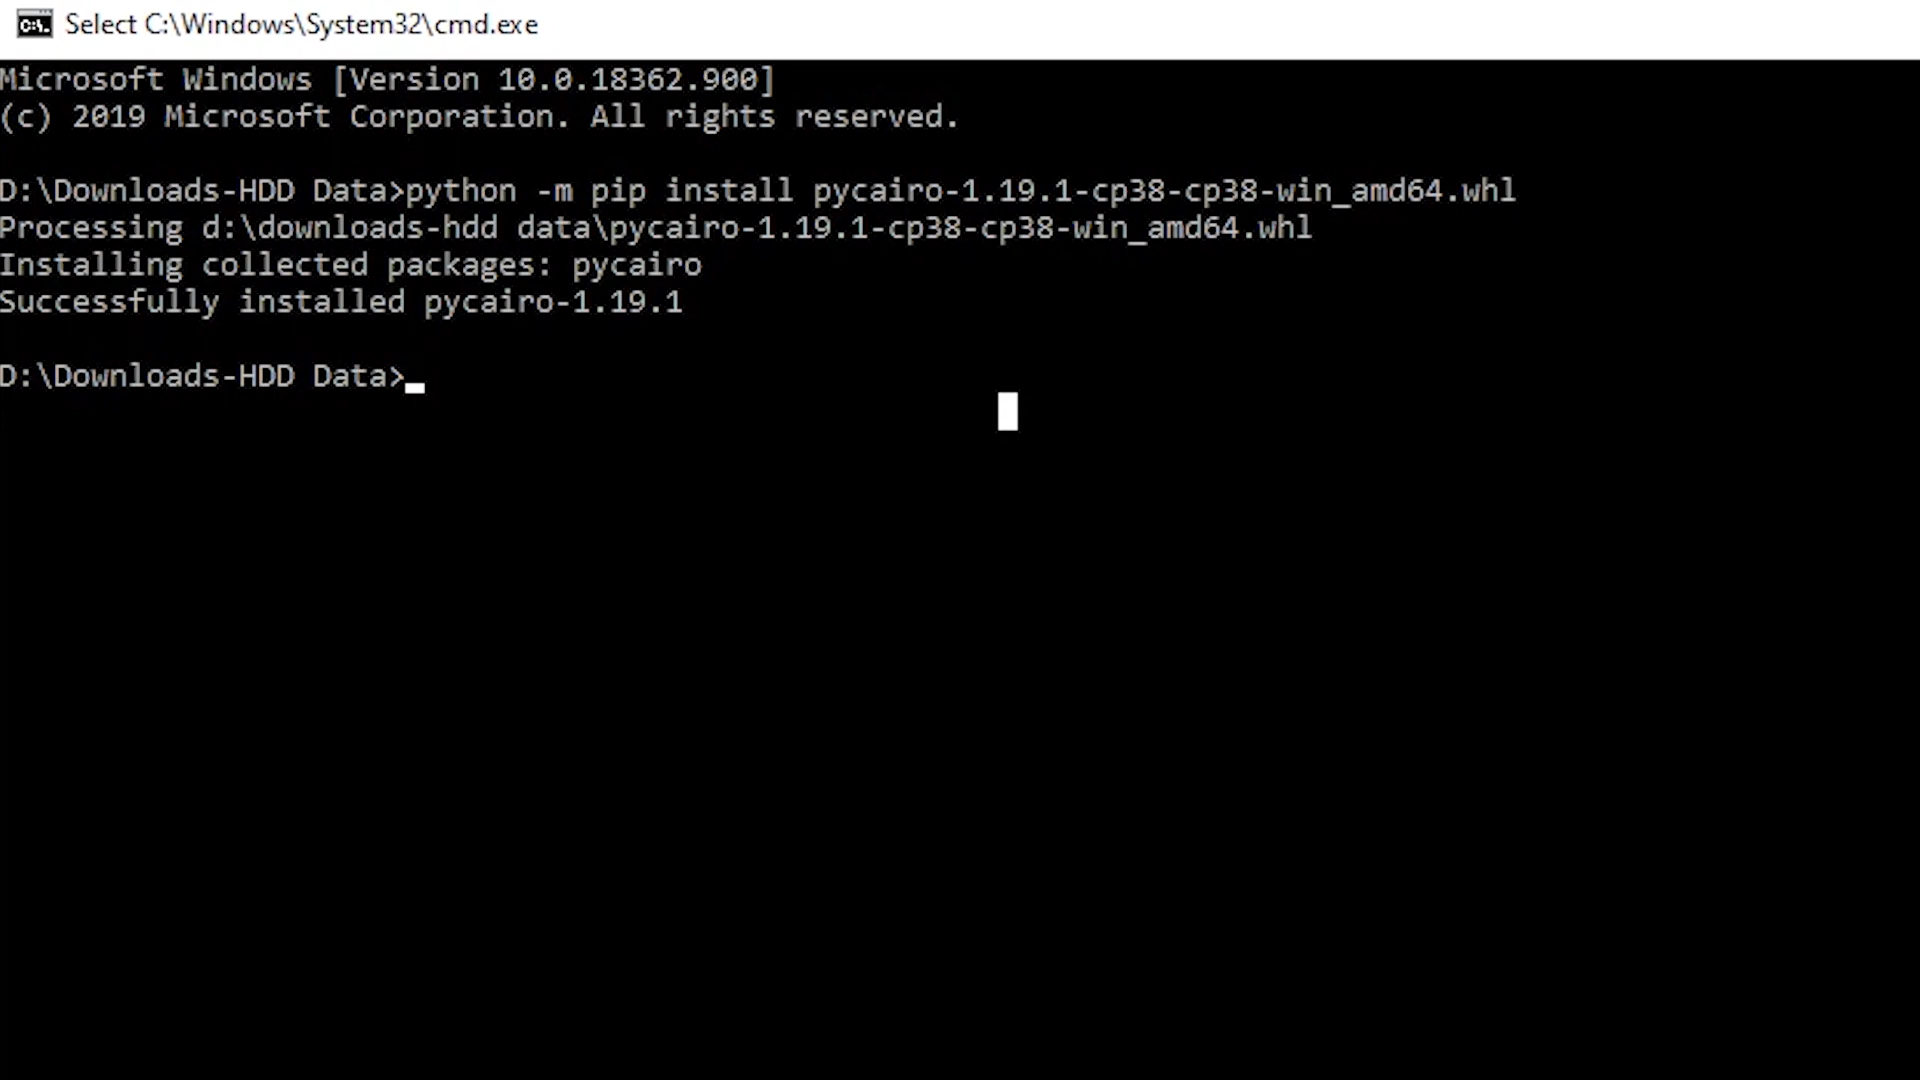 Select C:\Windows\System32\cmd.exe
Microsoft Windows [Version 10.0.18362.900]
(c) 2019 Microsoft Corporation. All rights reserved.
D:\Downloads-HDD Data>python -m pip install pycairo-1.19.1-cp38-cp38-win_amd64.whl
Processing d:\downloads-hdd data\pycairo-1.19.1-cp38-cp38-win_amd64.whl
Installing collected packages: pycairo
Successfully installed pycairo-1.19.1
D:\Downloads-HDD Data>